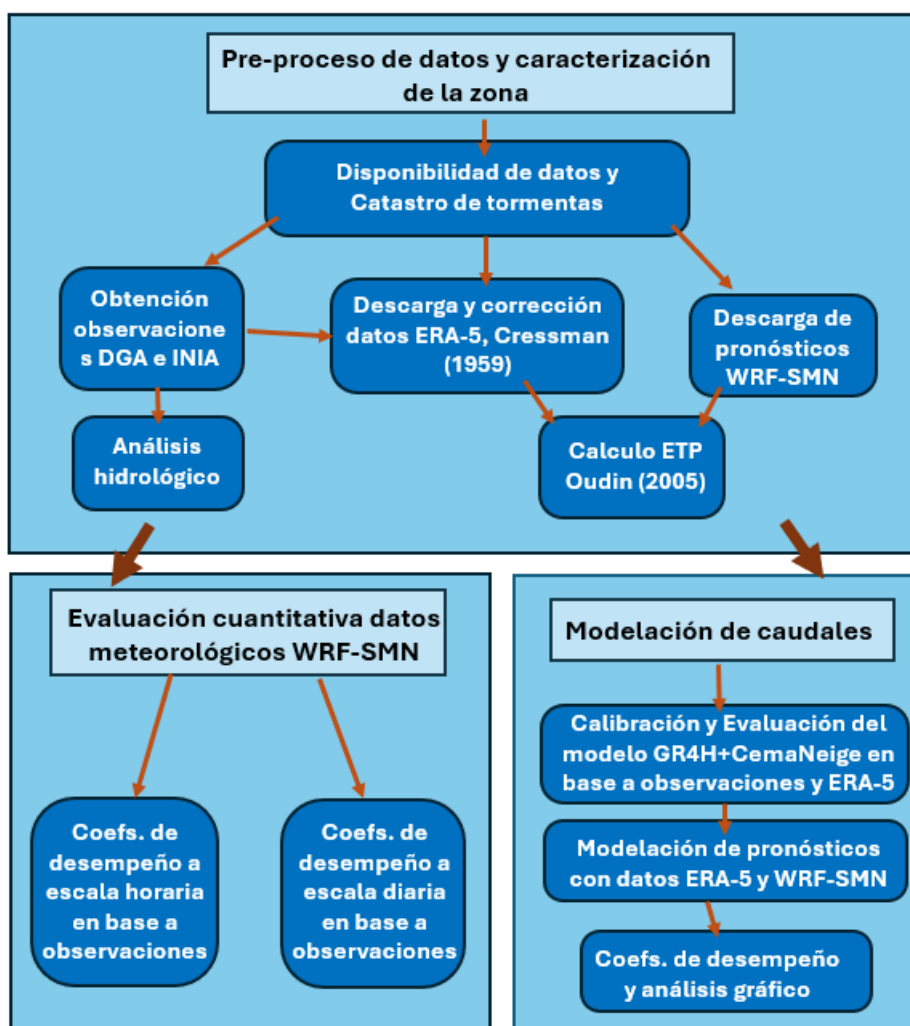 Pre-proceso de datos y caracterización
de la zona
Disponibilidad de datos y
Catastro de tormentas
Obtención
observacione
s DGA e INIA
Descarga y corrección
datos ERA-5, Cressman
(1959)
Descarga de
pronósticos
WRF-SMN
Análisis
hidrológico
Calculo ETP
Oudin (2005)
Evaluación cuantitativa datos
meteorológicos WRF-SMN
Coefs. de
desempeño a
escala horaria
en base a
observaciones
Coefs. de
desempeño a
escala diaria
en base a
observaciones
Modelación de caudales
Calibración y Evaluación del
modelo GR4H+CemaNeige en
base a observaciones y ERA-5
Modelación de pronósticos
con datos ERA-5 y WRF-SMN
Coefs. de desempeño
y análisis gráfico